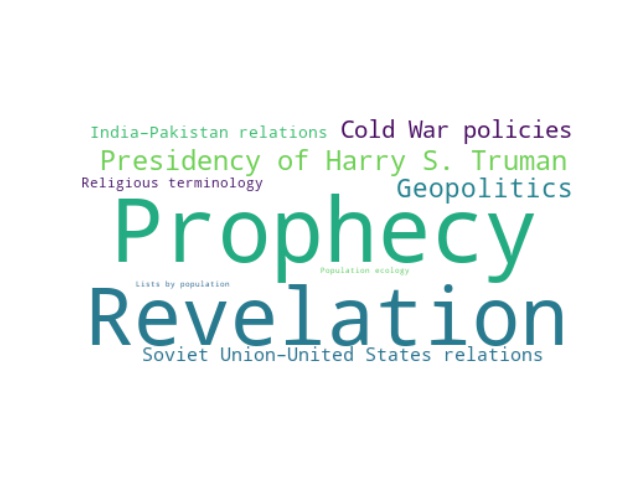 India–Pakistan relations
Cold War policies
Presidency of Harry S. Truman
Religious terminology
Geopolitics
Prophecy
Population ecology
Lists by population
Revelation
Soviet Union–United States relations